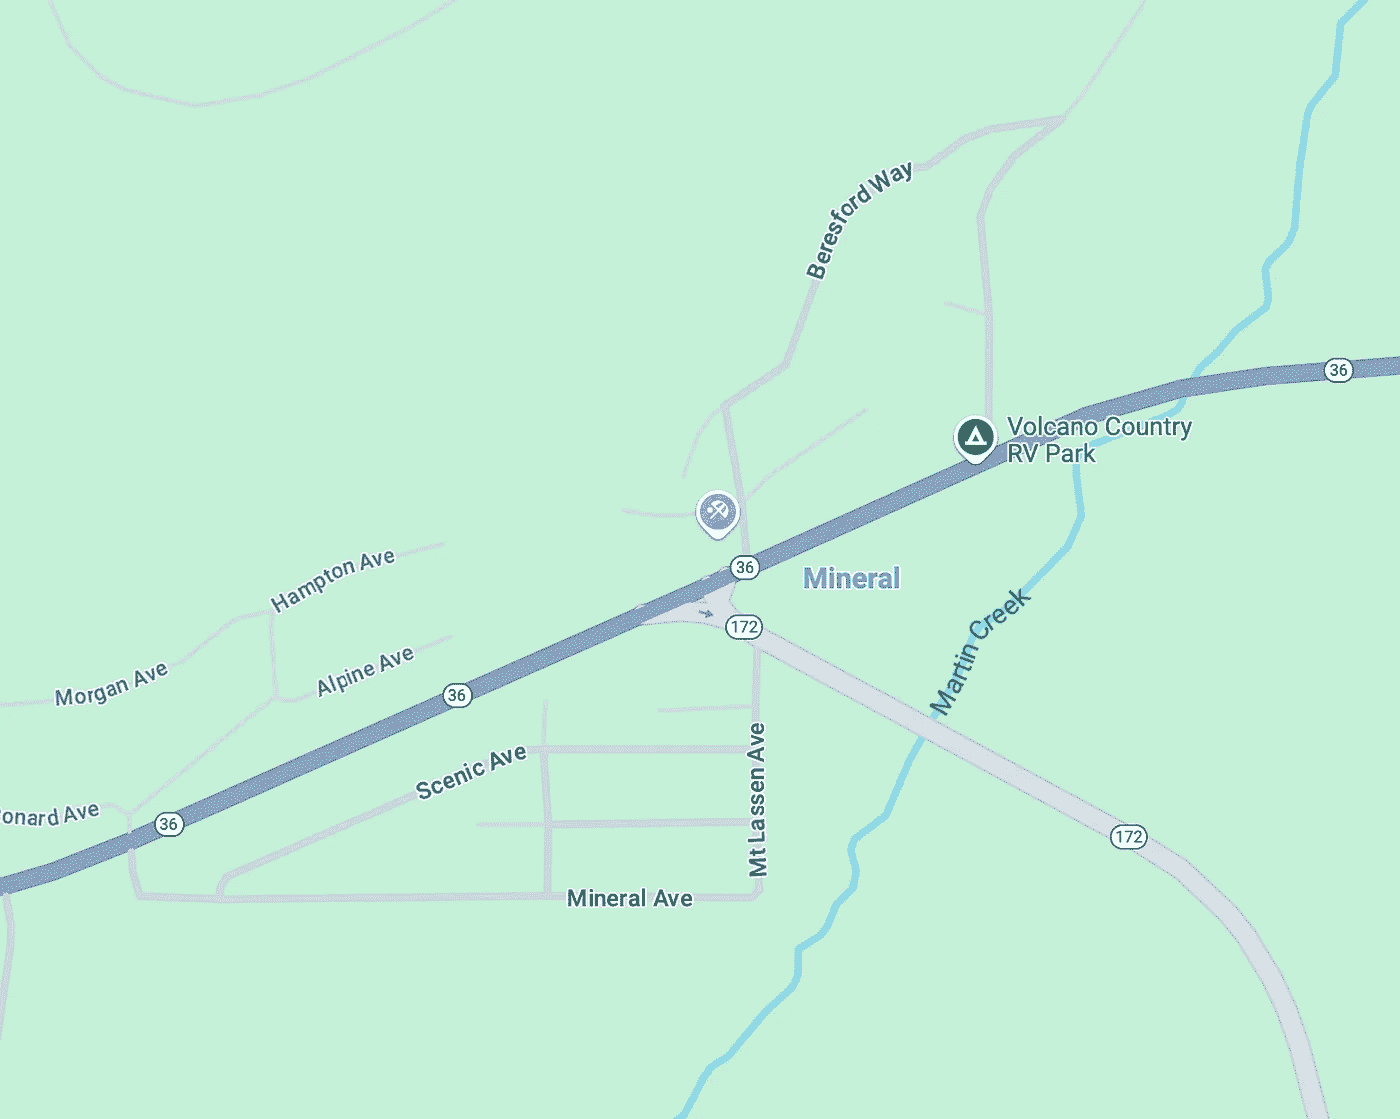 Beresford Way
36
Volcano Country
RV Park
Hampton Ave
36
Mineral
172
Martin Creek
Morgan Ave
Alpine Ave
36
Scenic Ave
Mt Lassen Ave
onard Ave
36
172
Mineral Ave